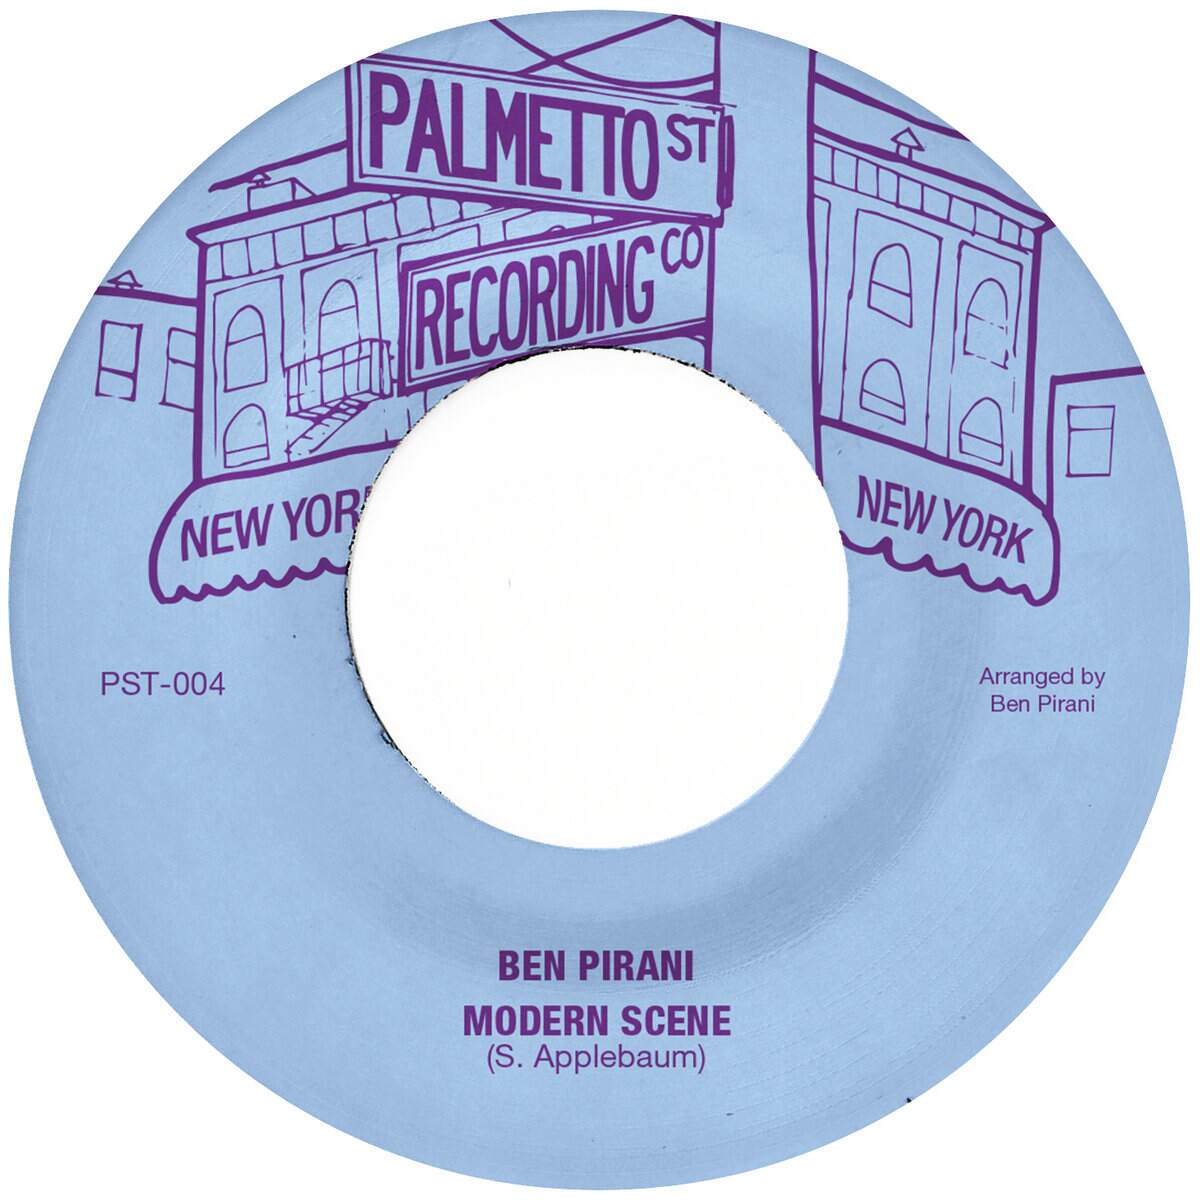 PALMETTO ST
RECORDING CO
NEW YOR
NEW YORK
PST-004
Arranged by
Ben Pirani
BEN PIRANI
MODERN SCENE
(S. Applebaum)